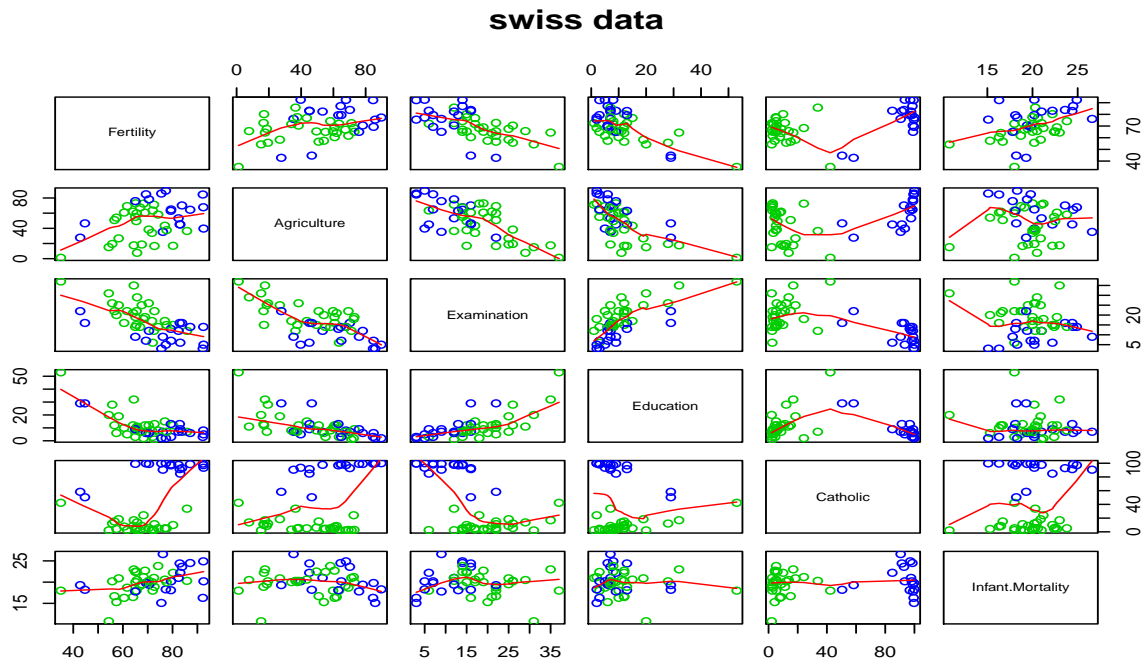 swiss data
0 40 80 0 20 40 15 20 25
Fertility 40 70
0 40 80 Agriculture
Examination 5 20
0 20 50 Education
Catholic 0 40 100
15 25 Infant.Mortality
40 60 80 5 15 25 35 0 40 80